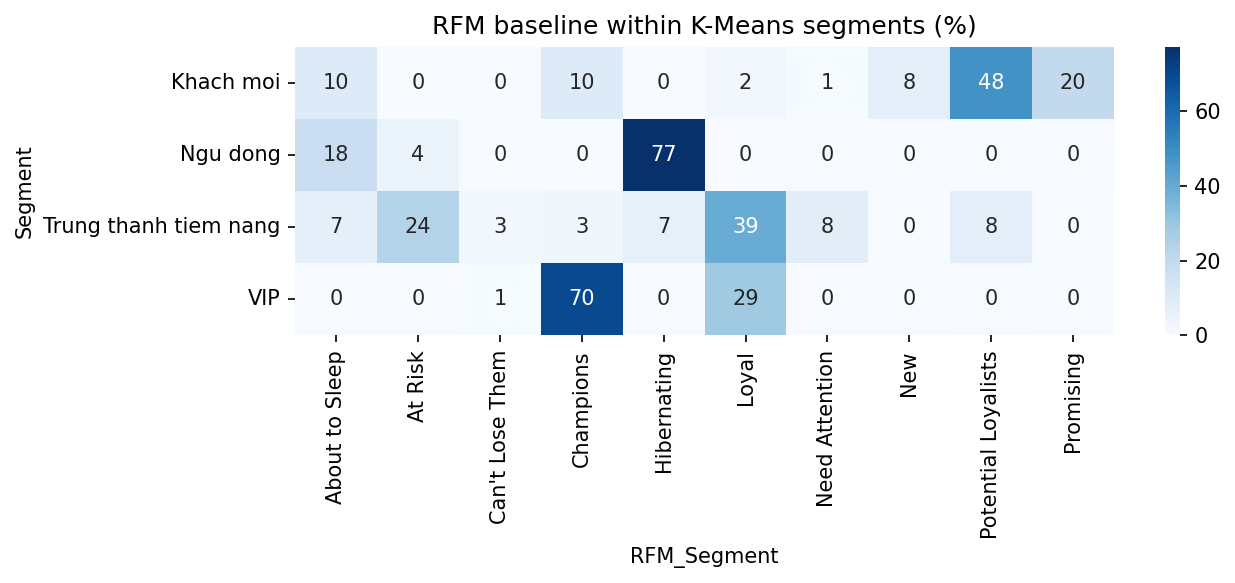 RFM baseline within K-Means segments (%)
Segment
Khach moi 10 0 0 10 0 2 1 8 48 20
Ngu dong 18 4 0 0 77 0 0 0 0 0
Trung thanh tiem nang 7 24 3 3 7 39 8 0 8 0
VIP 0 0 1 70 0 29 0 0 0 0
About to Sleep
At Risk
Can't Lose Them
Champions
Hibernating
Loyal
Need Attention
New
Potential Loyalists
Promising
RFM_Segment
60
40
20
0